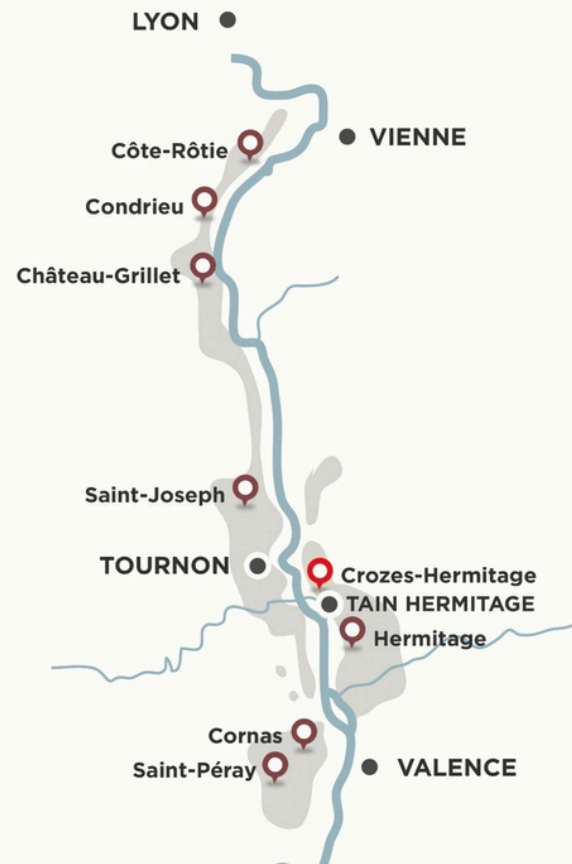 LYON
VIENNE
Côte-Rôtie
Condrieu
Château-Grillet
Saint-Joseph
TOURNON
Crozes-Hermitage
TAIN HERMITAGE
Hermitage
Cornas
Saint-Péray
VALENCE